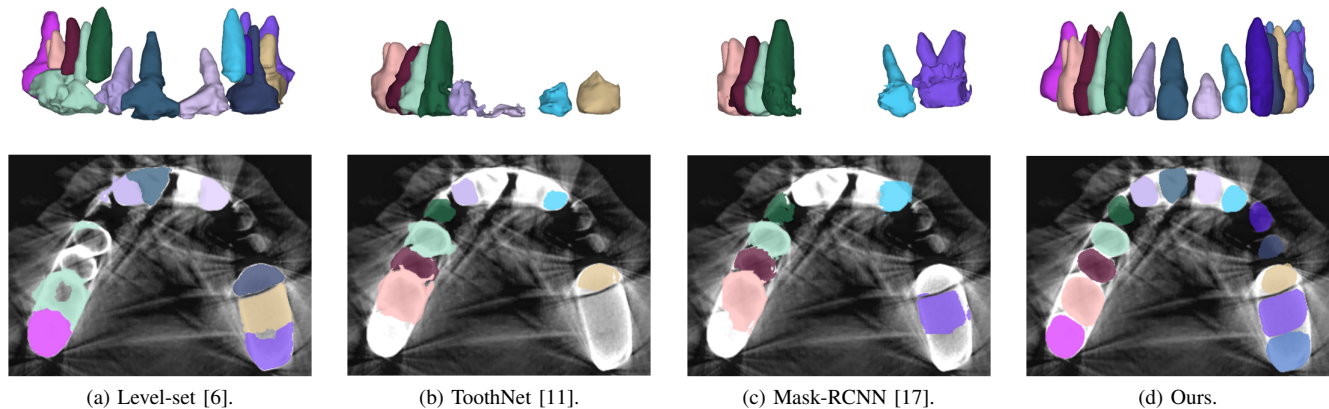 (a) Level-set [6].
(b) ToothNet [11].
(c) Mask-RCNN [17].
(d) Ours.